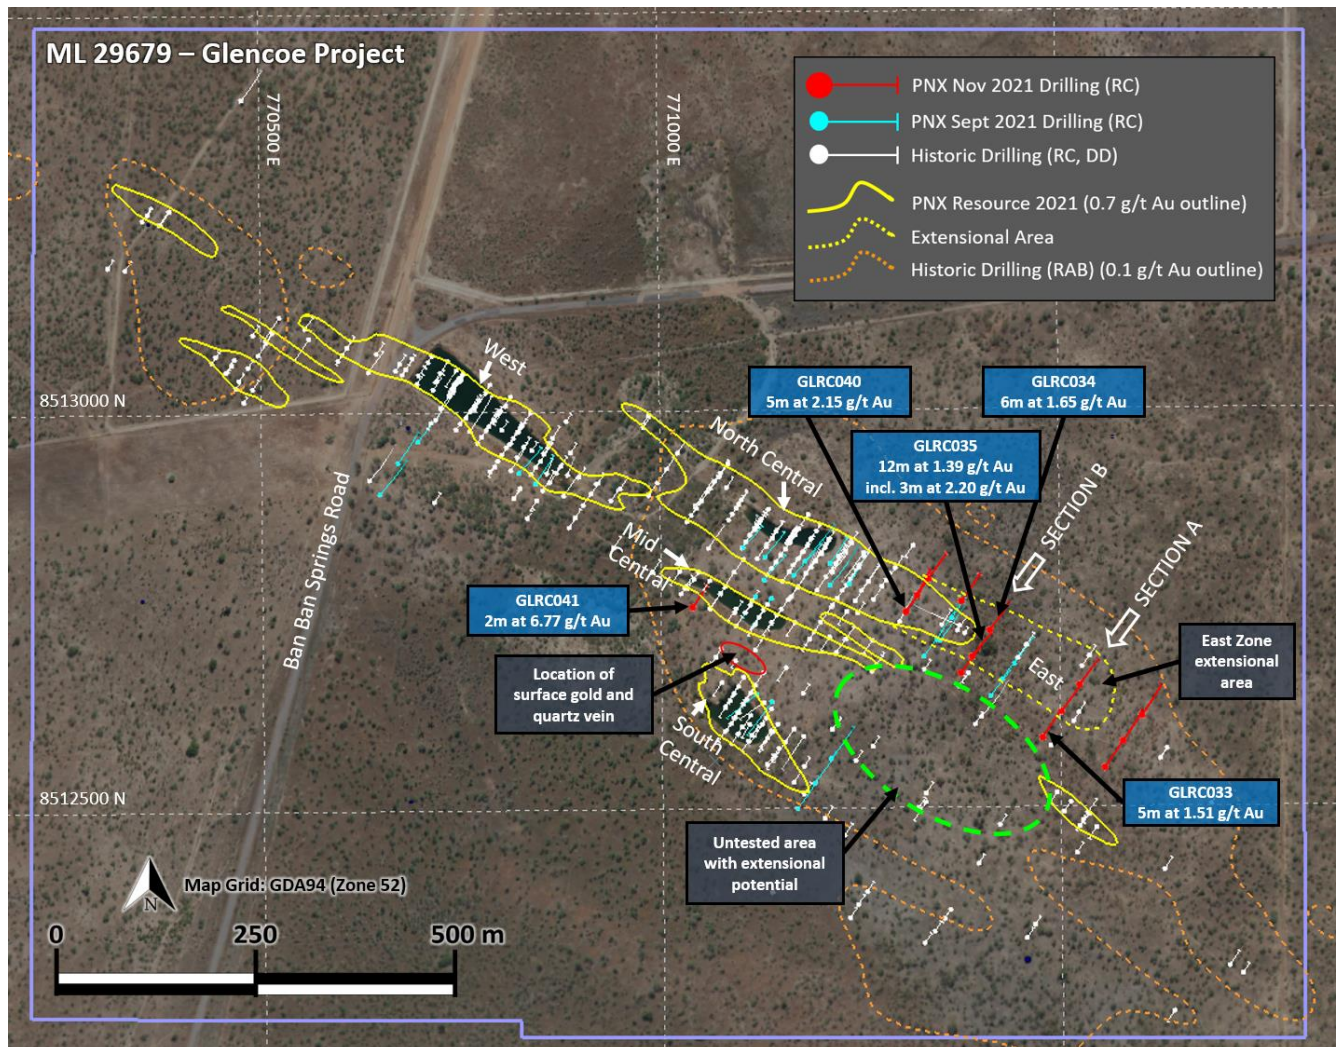 ML 29679 – Glencoe Project
770500 E
771000 E
PNX Nov 2021 Drilling (RC)
PNX Sept 2021 Drilling (RC)
Historic Drilling (RC, DD)
PNX Resource 2021 (0.7 g/t Au outline)
Extensional Area
Historic Drilling (RAB) (0.1 g/t Au outline)
West
8513000 N
GLRC040
5m at 2.15 g/t Au
GLRC034
6m at 1.65 g/t Au
North Central
GLRC035
12m at 1.39 g/t Au
incl. 3m at 2.20 g/t Au
SECTION B
SECTION A
Ban Ban Springs Road
Mid
Central
GLRC041
2m at 6.77 g/t Au
East
East Zone
extensional
area
Location of
surface gold and
quartz vein
South
Central
8512500 N
GLRC033
5m at 1.51 g/t Au
Untested area
with extensional
potential
N
Map Grid: GDA94 (Zone 52)
0
250
500 m